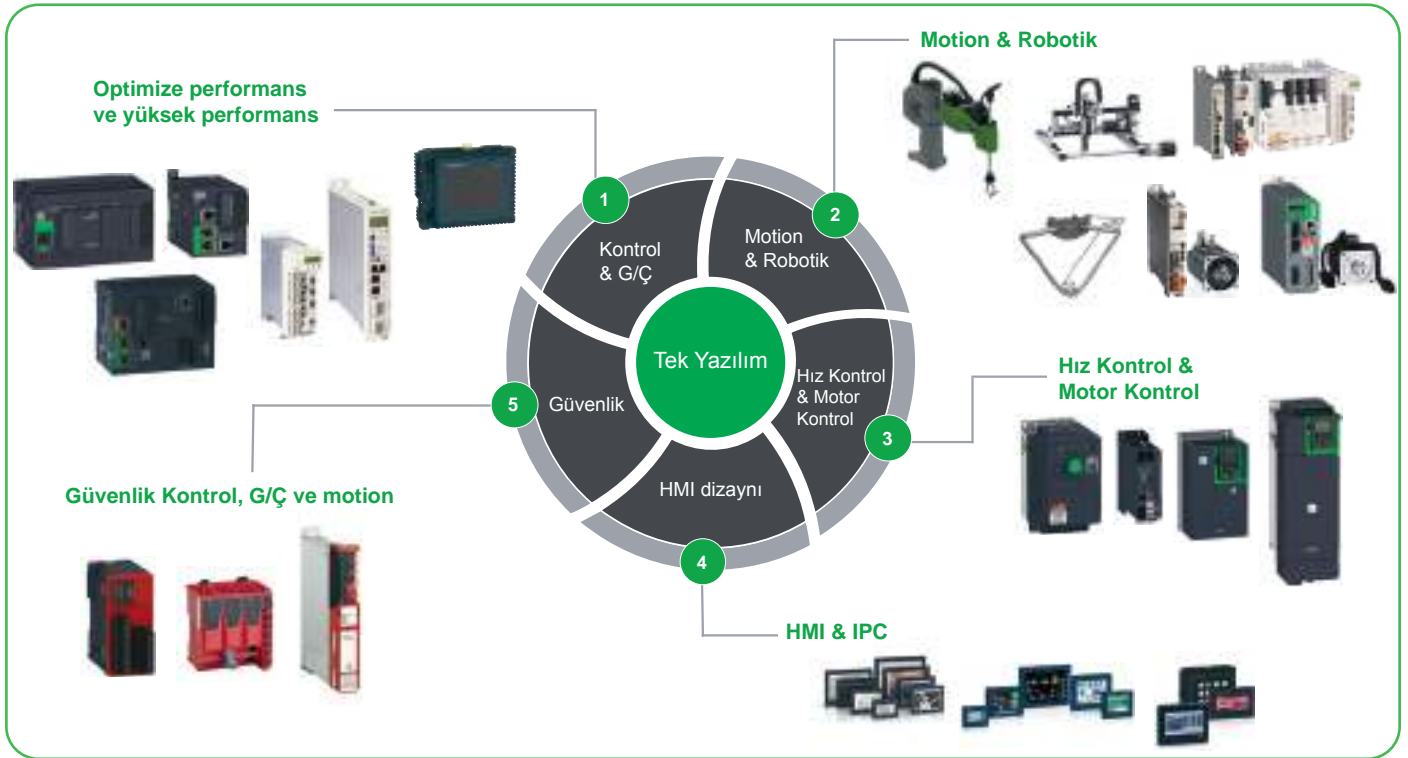 Optimize performans
ve yüksek performans
Motion & Robotik
1
Kontrol
& G/Ç
2
Motion
& Robotik
Tek Yazılım
Hız Kontrol
& Motor
Kontrol
3
Hız Kontrol &
Motor Kontrol
HMI dizaynı
4
HMI & IPC
Güvenlik
5
Güvenlik Kontrol, G/Ç ve motion